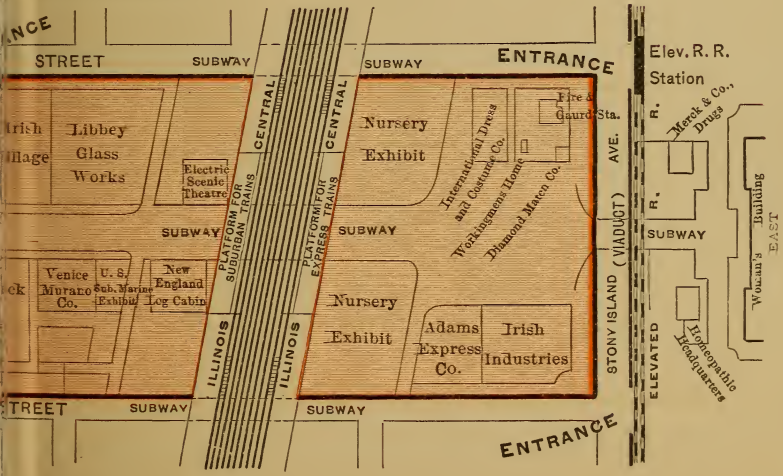 NCE
STREET
SUBWAY
SUBWAY
ENTRANCE
Elev. R. R.
Station
CENTRAL
CENTRAL
Irish
Village
Libbey
Glass
Works
Electric
Scenic
Theatre
PLATFORM FOR
SUBURBAN TRAINS
PLATFORM FOR
EXPRESS TRAINS
Nursery
Exhibit
International Dress
and Costume Co.
Workingmens Home
Diamond Match Co.
Fire &
Gaurd Sta.
STONY ISLAND (VIADUCT) AVE.
ELEVATED R. R.
Merck & Co.,
Drugs
Woman's Building
EAST
SUBWAY
SUBWAY
SUBWAY
ck
Venice
Murano
Co.
U. S.
Sub. Marine
Exhibit
New
England
Log Cabin
Nursery
Exhibit
Adams
Express
Co.
Irish
Industries
Homeopathic
Headquarters
ILLINOIS
ILLINOIS
STREET
SUBWAY
SUBWAY
ENTRANCE